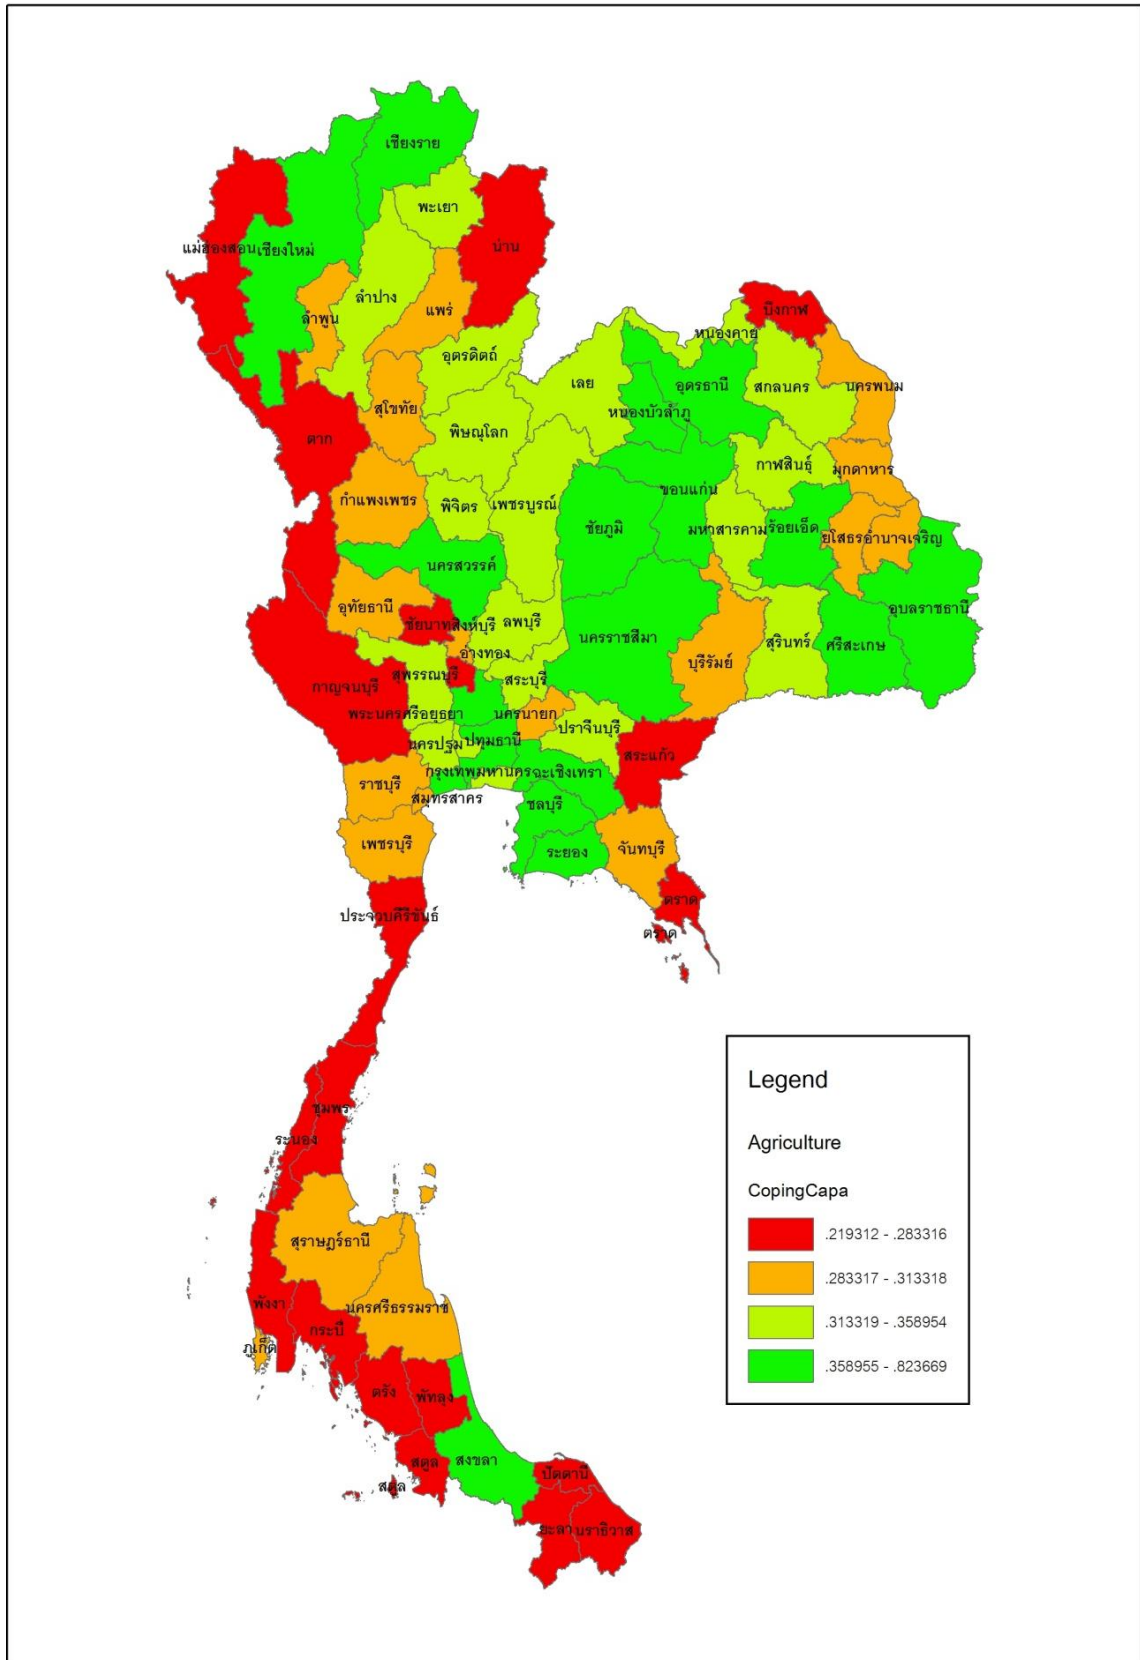 เชียงราย
พะเยา
น่าน
แม่ฮ่องสอน
เชียงใหม่
ลำปาง
แพร่
ลำพูน
บึงกาฬ
หนองคาย
อุตรดิตถ์
เลย
อุดรธานี
สกลนคร
นครพนม
สุโขทัย
หนองบัวลำภู
พิษณุโลก
ตาก
กาฬสินธุ์
มุกดาหาร
ขอนแก่น
กำแพงเพชร
พิจิตร
เพชรบูรณ์
ชัยภูมิ
มหาสารคาม
ร้อยเอ็ด
ยโสธร
อำนาจเจริญ
นครสวรรค์
อุบลราชธานี
อุทัยธานี
ชัยนาท
สิงห์บุรี
ลพบุรี
นครราชสีมา
สุรินทร์
ศรีสะเกษ
อ่างทอง
บุรีรัมย์
สุพรรณบุรี
สระบุรี
กาญจนบุรี
พระนครศรีอยุธยา
นครนายก
ปราจีนบุรี
นครปฐม
ปทุมธานี
สระแก้ว
กรุงเทพมหานคร
ฉะเชิงเทรา
ราชบุรี
สมุทรสาคร
ชลบุรี
เพชรบุรี
ระยอง
จันทบุรี
ตราด
ประจวบคีรีขันธ์
ตราด
ชุมพร
ระนอง
สุราษฎร์ธานี
พังงา
นครศรีธรรมราช
กระบี่
ภูเก็ต
ตรัง
พัทลุง
สงขลา
สตูล
ปัตตานี
สตูล
ยะลา
นราธิวาส
Legend
Agriculture
CopingCapa
.219312 - .283316
.283317 - .313318
.313319 - .358954
.358955 - .823669